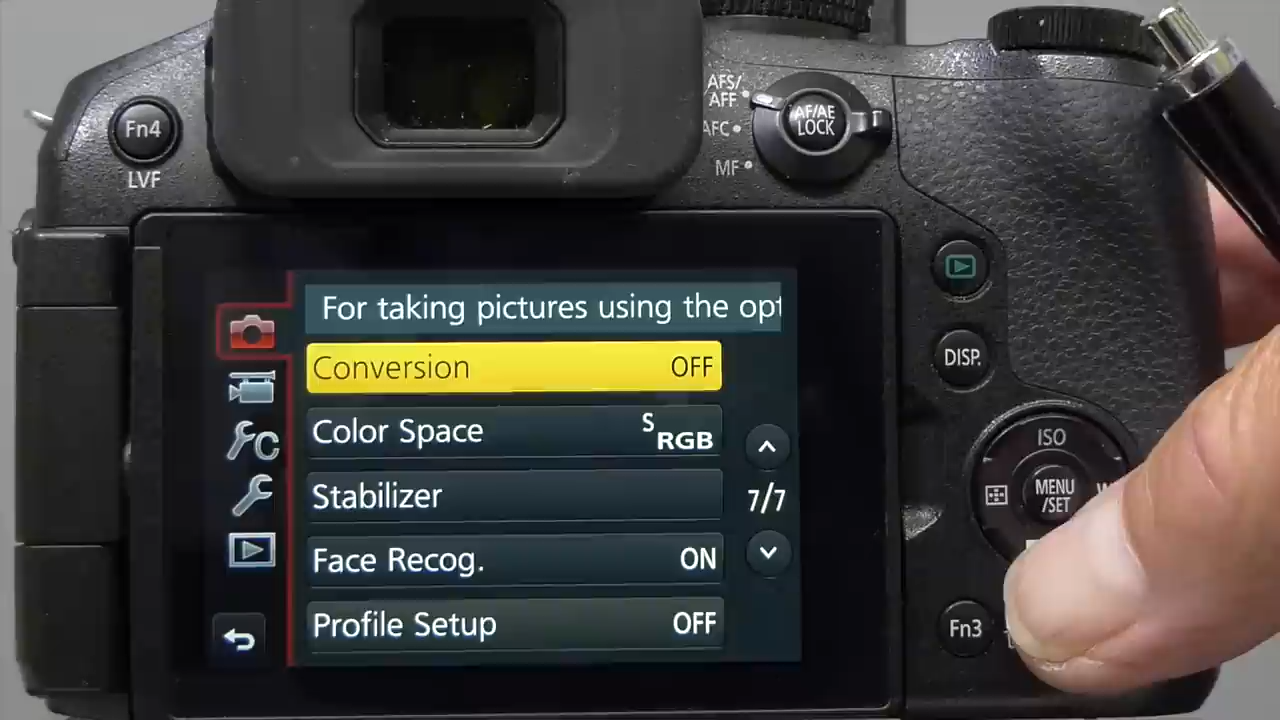 Fn4
LVF
AFS/
AFF
AFC
MF
AF/AE
LOCK
For taking pictures using the opt
Conversion OFF
Color Space sRGB
Stabilizer
7/7
Face Recog. ON
Profile Setup OFF
DISP.
ISO
MENU
/SET
Fn3